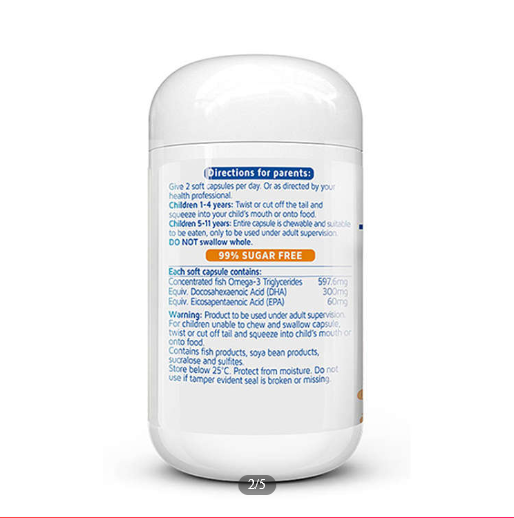 Directions for parents:
Give 2 soft capsules per day. Or as directed by your
health professional.
Children 1-4 years: Twist or cut off the tail and
squeeze into your child's mouth or onto food.
Children 5-11 years: Entire capsule is chewable and suitable
to be eaten, only to be used under adult supervision.
DO NOT swallow whole.
99% SUGAR FREE
Each soft capsule contains:
Concentrated fish Omega-3 Triglycerides 597.6mg
Equiv. Docosahexaenoic Acid (DHA) 300mg
Equiv. Eicosapentaenoic Acid (EPA) 60mg
Warning: Product to be used under adult supervision.
For children unable to chew and swallow capsule,
twist or cut off tail and squeeze into child's mouth or
onto food.
Contains fish products, soya bean products,
sucralose and sulfites.
Store below 25°C. Protect from moisture. Do not
use if tamper evident seal is broken or missing.
2/5